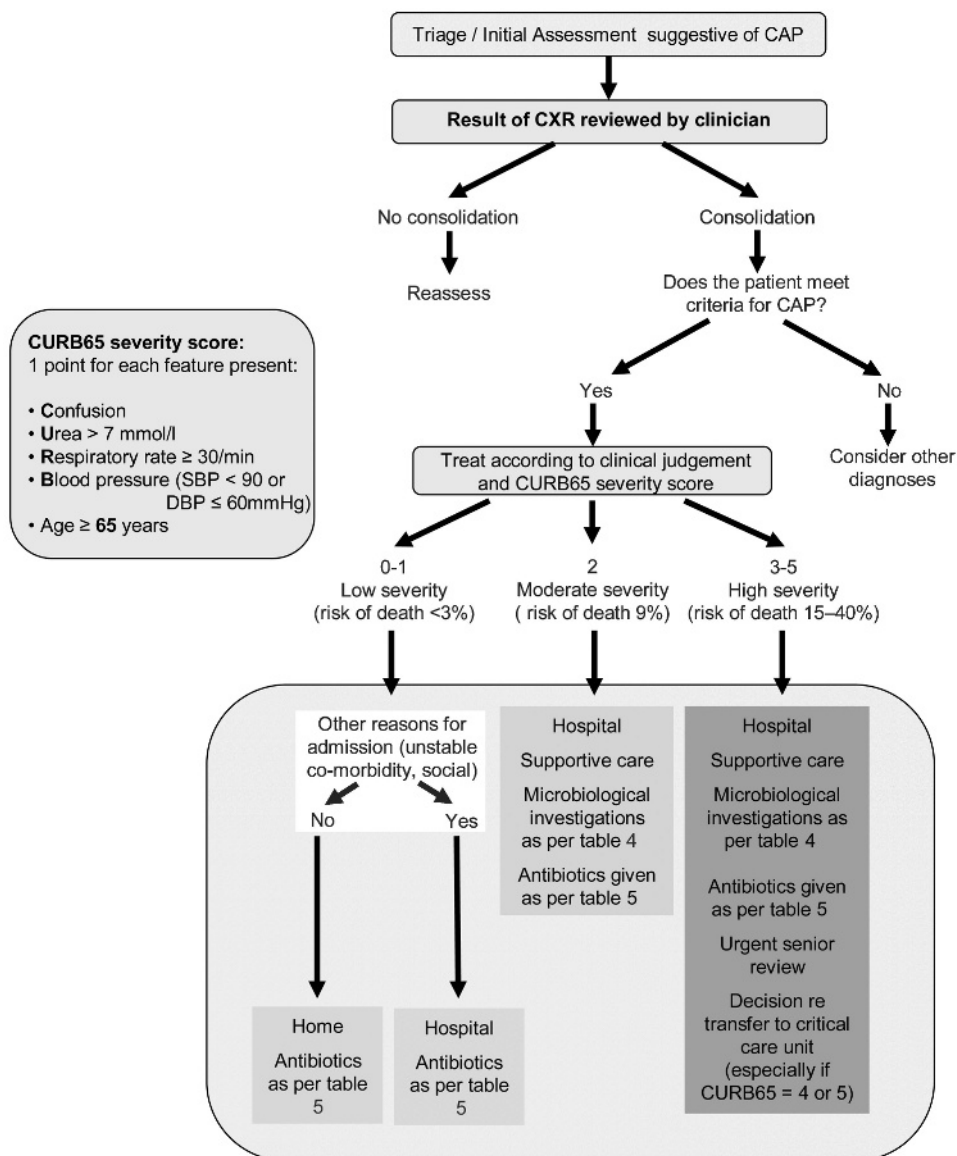 Triage / Initial Assessment suggestive of CAP
Result of CXR reviewed by clinician
No consolidation
Consolidation
Reassess
Does the patient meet
criteria for CAP?
CURB65 severity score:
1 point for each feature present:
• Confusion
• Urea > 7 mmol/l
• Respiratory rate ≥ 30/min
• Blood pressure (SBP < 90 or
DBP ≤ 60mmHg)
• Age ≥ 65 years
Yes
No
Treat according to clinical judgement
and CURB65 severity score
Consider other
diagnoses
0-1
Low severity
(risk of death <3%)
2
Moderate severity
( risk of death 9%)
3-5
High severity
(risk of death 15–40%)
Other reasons for
admission (unstable
co-morbidity, social)
No
Yes
Home
Antibiotics
as per table
5
Hospital
Antibiotics
as per table
5
Hospital
Supportive care
Microbiological
investigations
as per table 4
Antibiotics given
as per table 5
Hospital
Supportive care
Microbiological
investigations as
per table 4
Antibiotics given
as per table 5
Urgent senior
review
Decision re
transfer to critical
care unit
(especially if
CURB65 = 4 or 5)